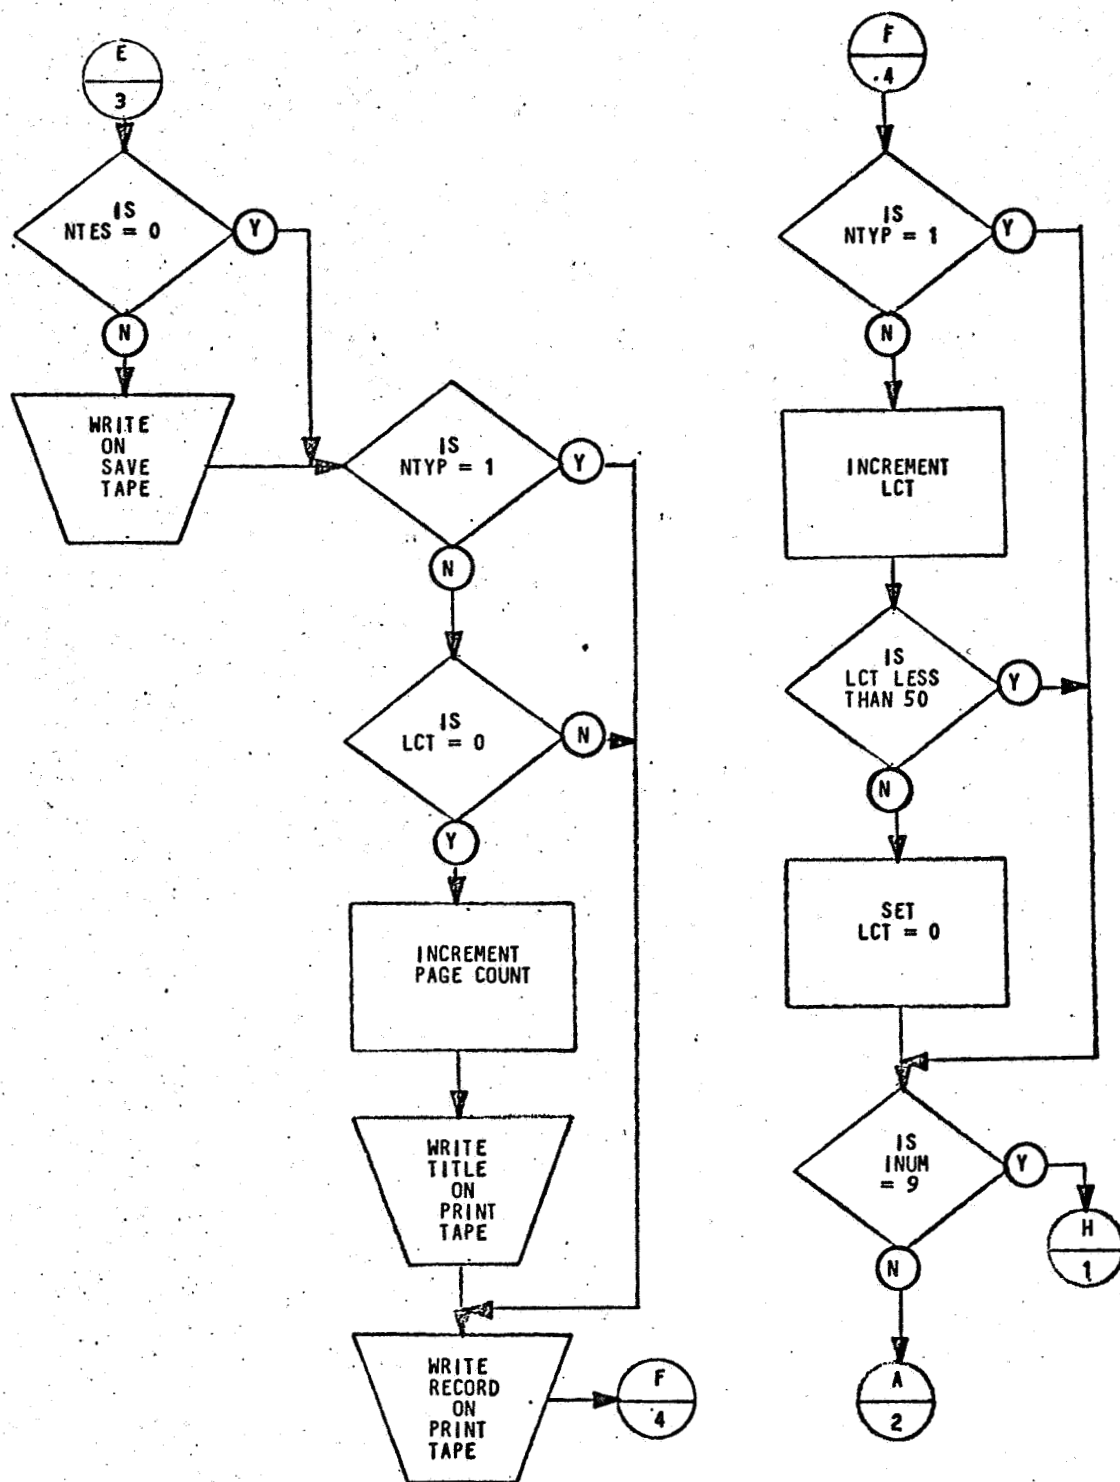 E
3
IS
NTES = 0
Y
N
WRITE
ON
SAVE
TAPE
IS
NTYP = 1
Y
N
IS
LCT = 0
N
Y
INCREMENT
PAGE COUNT
WRITE
TITLE
ON
PRINT
TAPE
WRITE
RECORD
ON
PRINT
TAPE
F
4
F
.4
IS
NTYP = 1
Y
N
INCREMENT
LCT
IS
LCT LESS
THAN 50
Y
N
SET
LCT = 0
IS
INUM
= 9
Y
H
1
N
A
2